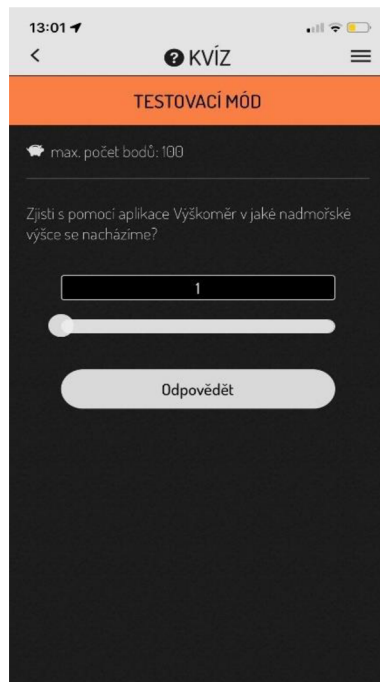 13:01
KVÍZ
TESTOVACÍ MÓD
max. počet bodů: 100
Zjisti s pomocí aplikace Výškoměr v jaké nadmořské
výšce se nacházíme?
1
Odpovědět